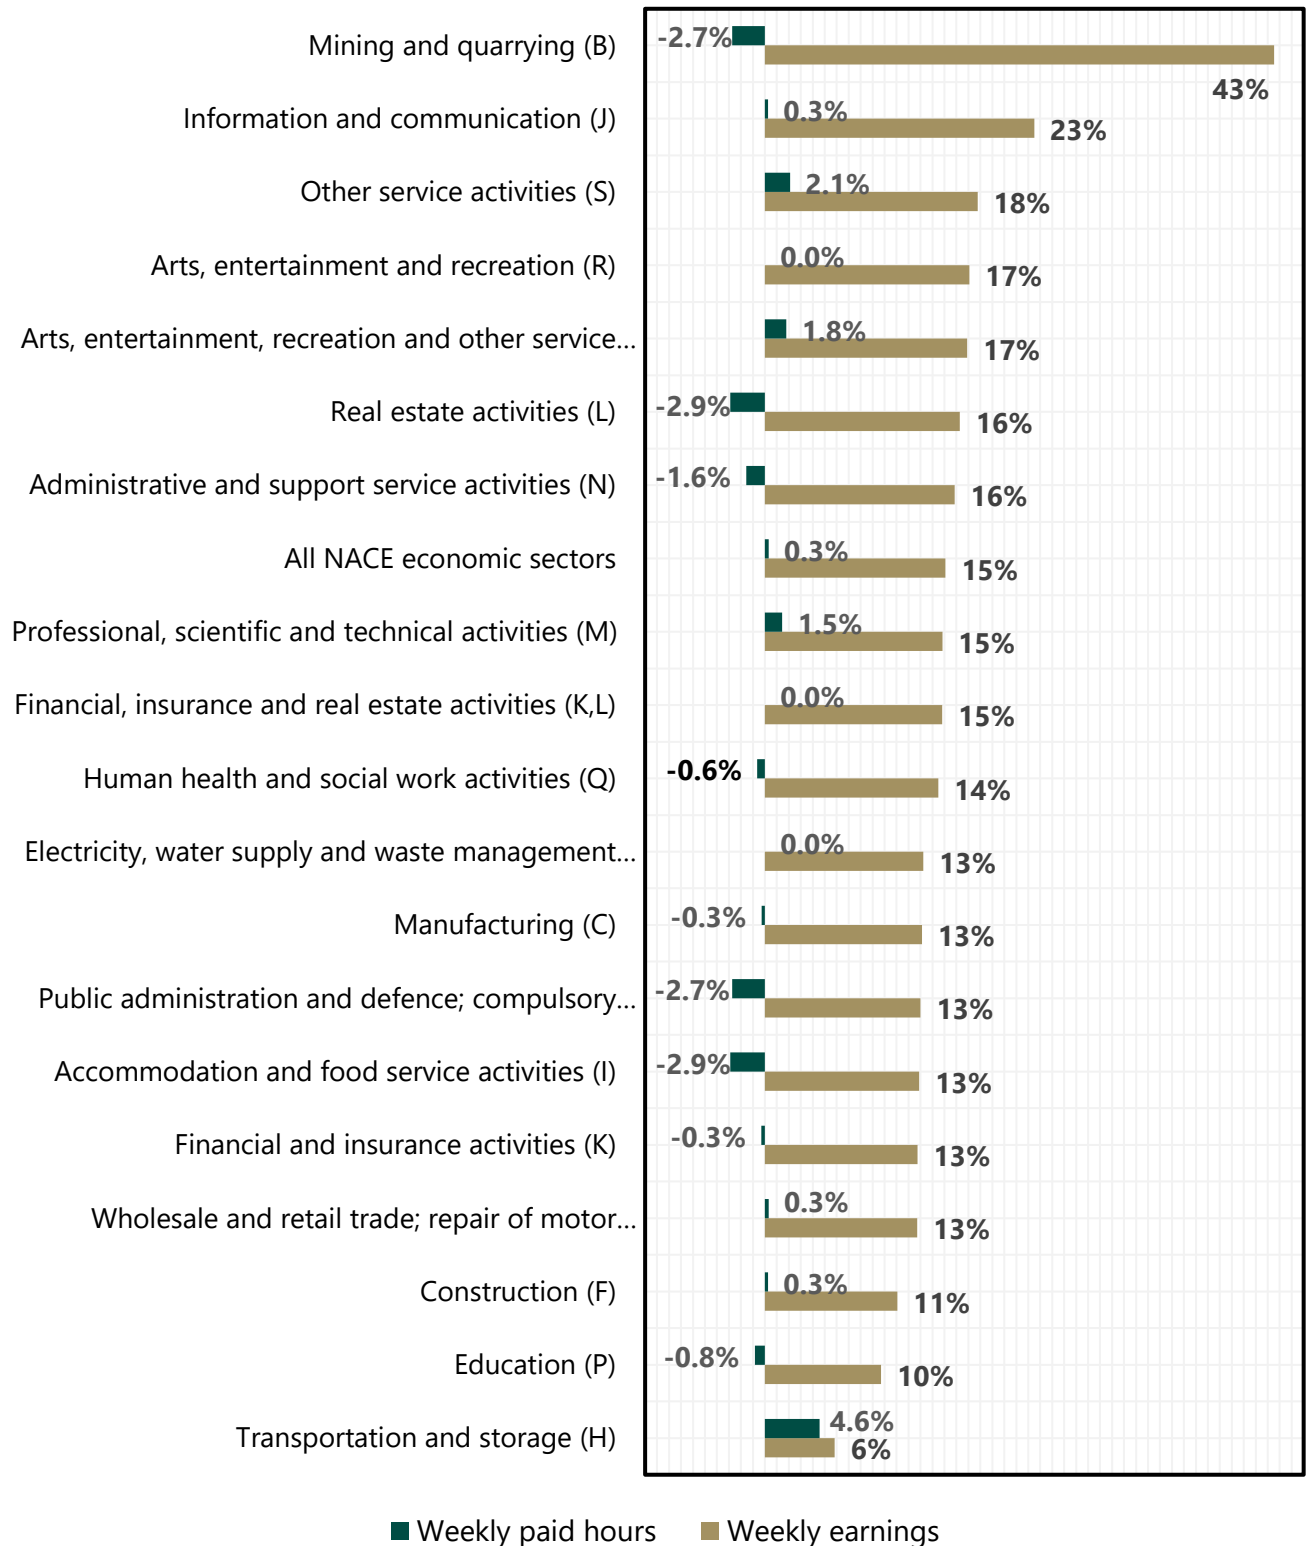 Mining and quarrying (B)
-2.7%
43%
Information and communication (J)
0.3%
23%
Other service activities (S)
2.1%
18%
Arts, entertainment and recreation (R)
0.0%
17%
Arts, entertainment, recreation and other service...
1.8%
17%
Real estate activities (L)
-2.9%
16%
Administrative and support service activities (N)
-1.6%
16%
All NACE economic sectors
0.3%
15%
Professional, scientific and technical activities (M)
1.5%
15%
Financial, insurance and real estate activities (K,L)
0.0%
15%
Human health and social work activities (Q)
-0.6%
14%
Electricity, water supply and waste management...
0.0%
13%
Manufacturing (C)
-0.3%
13%
Public administration and defence; compulsory...
-2.7%
13%
Accommodation and food service activities (I)
-2.9%
13%
Financial and insurance activities (K)
-0.3%
13%
Wholesale and retail trade; repair of motor...
0.3%
13%
Construction (F)
0.3%
11%
Education (P)
-0.8%
10%
Transportation and storage (H)
4.6%
6%
Weekly paid hours
Weekly earnings